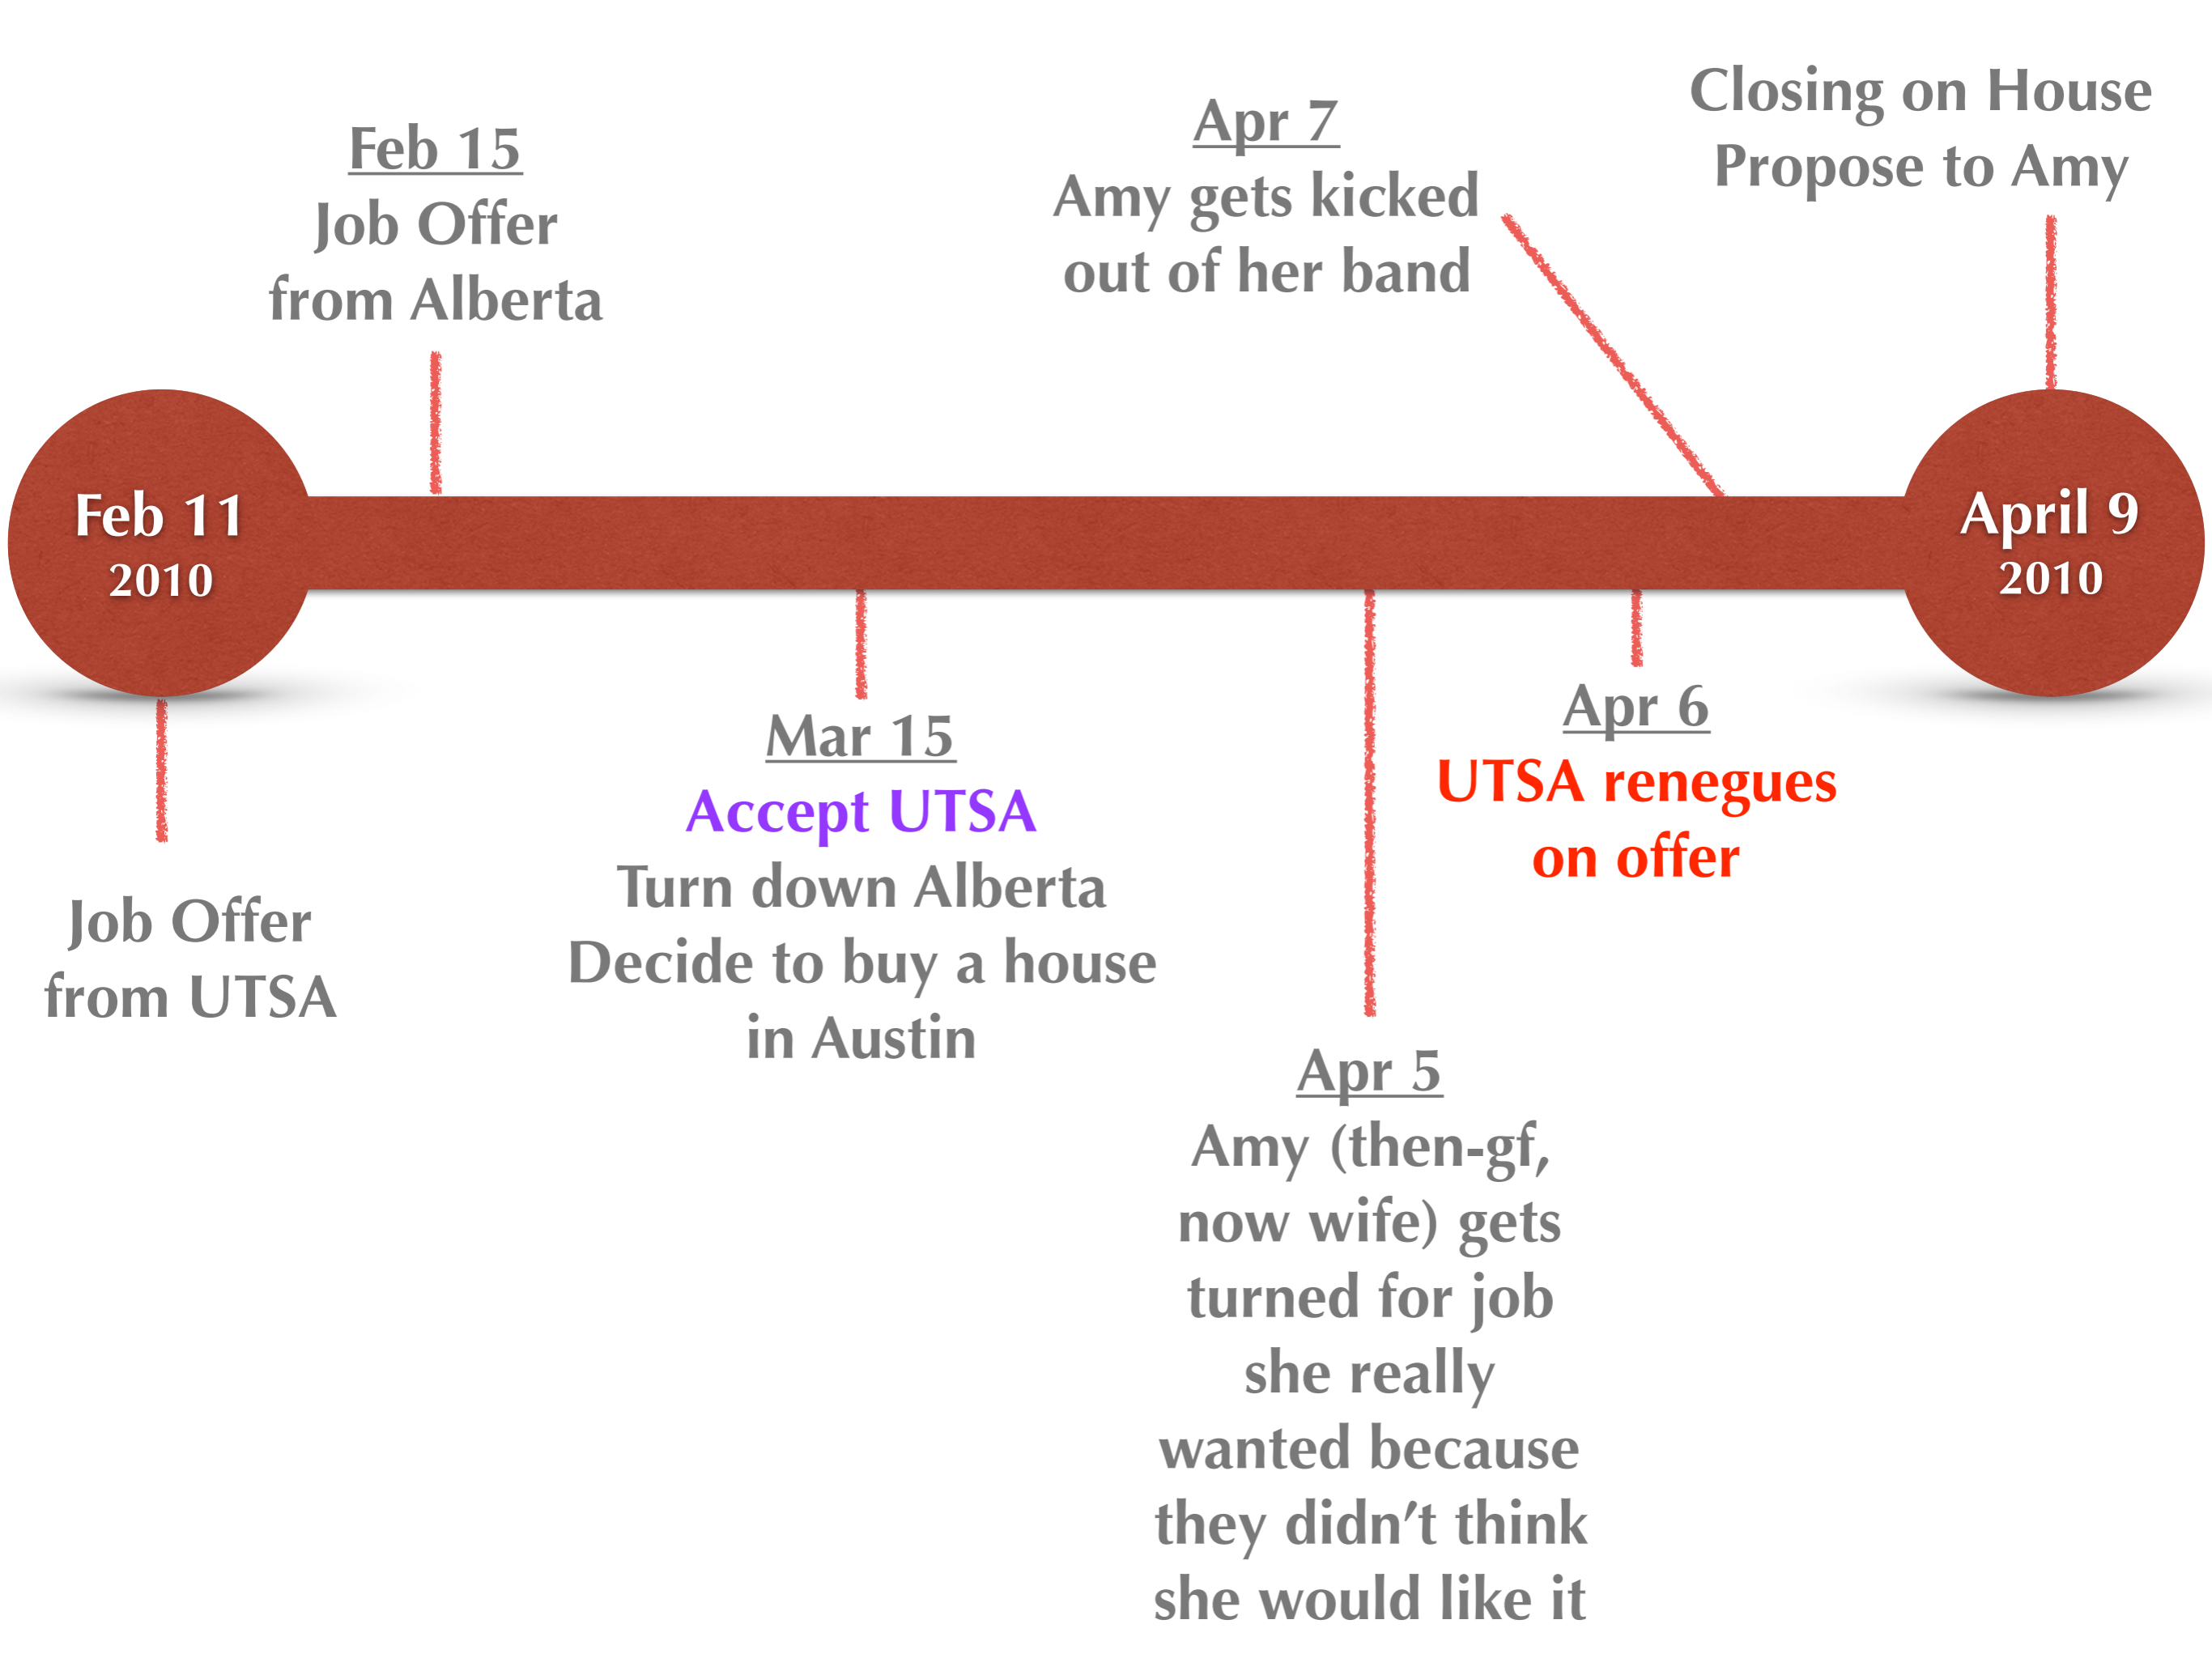 Feb 11
2010
Job Offer
from UTSA
Feb 15
Job Offer
from Alberta
Mar 15
Accept UTSA
Turn down Alberta
Decide to buy a house
in Austin
Apr 5
Amy (then-gf,
now wife) gets
turned for job
she really
wanted because
they didn’t think
she would like it
Apr 6
UTSA renegues
on offer
Apr 7
Amy gets kicked
out of her band
Closing on House
Propose to Amy
April 9
2010